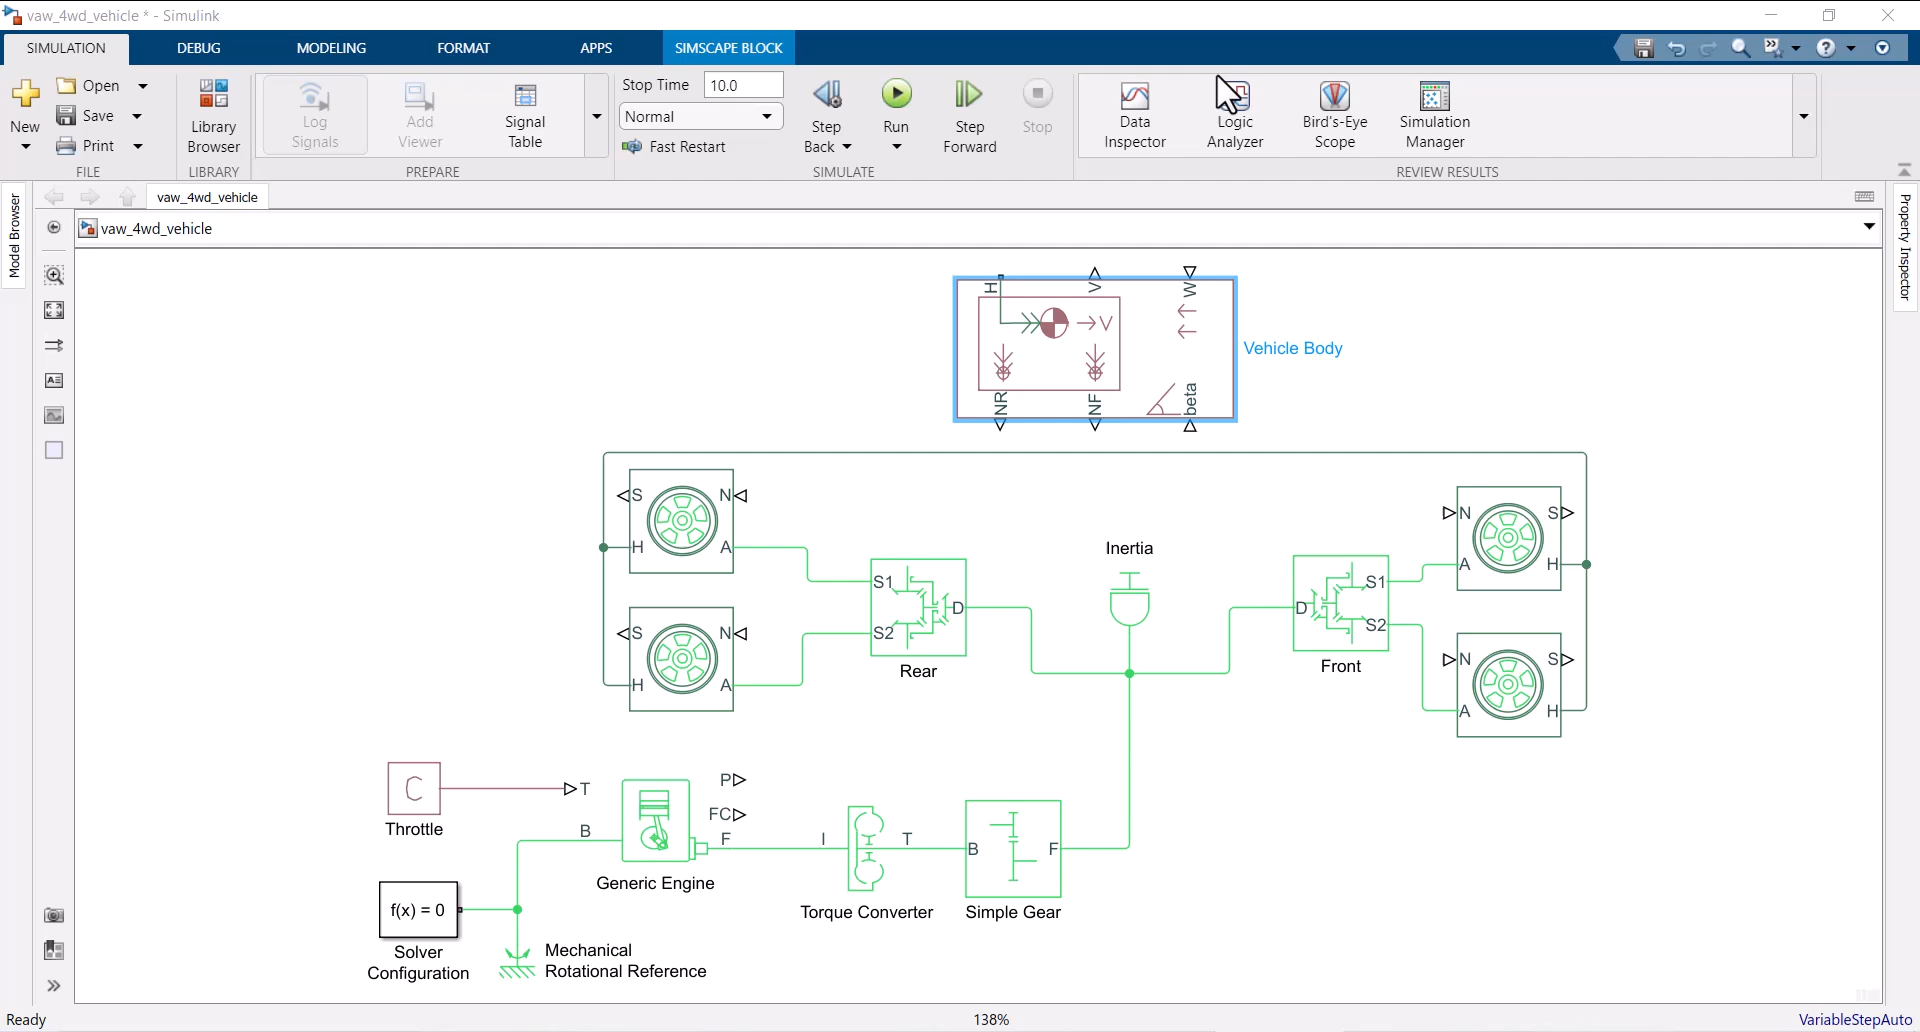 vaw_4wd_vehicle * - Simulink
SIMULATION
DEBUG
MODELING
FORMAT
APPS
SIMSCAPE BLOCK
New
Open
Save
Print
FILE
Library
Browser
LIBRARY
Log
Signals
Add
Viewer
Signal
Table
PREPARE
Stop Time
10.0
Normal
Fast Restart
Step
Back
Run
Step
Forward
Stop
SIMULATE
Data
Inspector
Logic
Analyzer
Bird's-Eye
Scope
Simulation
Manager
REVIEW RESULTS
Model Browser
vaw_4wd_vehicle
vaw_4wd_vehicle
Property Inspector
H
V
W
V
NR
NF
beta
Vehicle Body
S
N
H
A
S
N
H
A
S1
S2
D
Rear
Inertia
D
S1
S2
Front
N
S
A
H
N
S
A
H
C
Throttle
T
B
P
FC
F
Generic Engine
I
T
Torque Converter
B
F
Simple Gear
f(x) = 0
Solver
Configuration
Mechanical
Rotational Reference
Ready
138%
VariableStepAuto